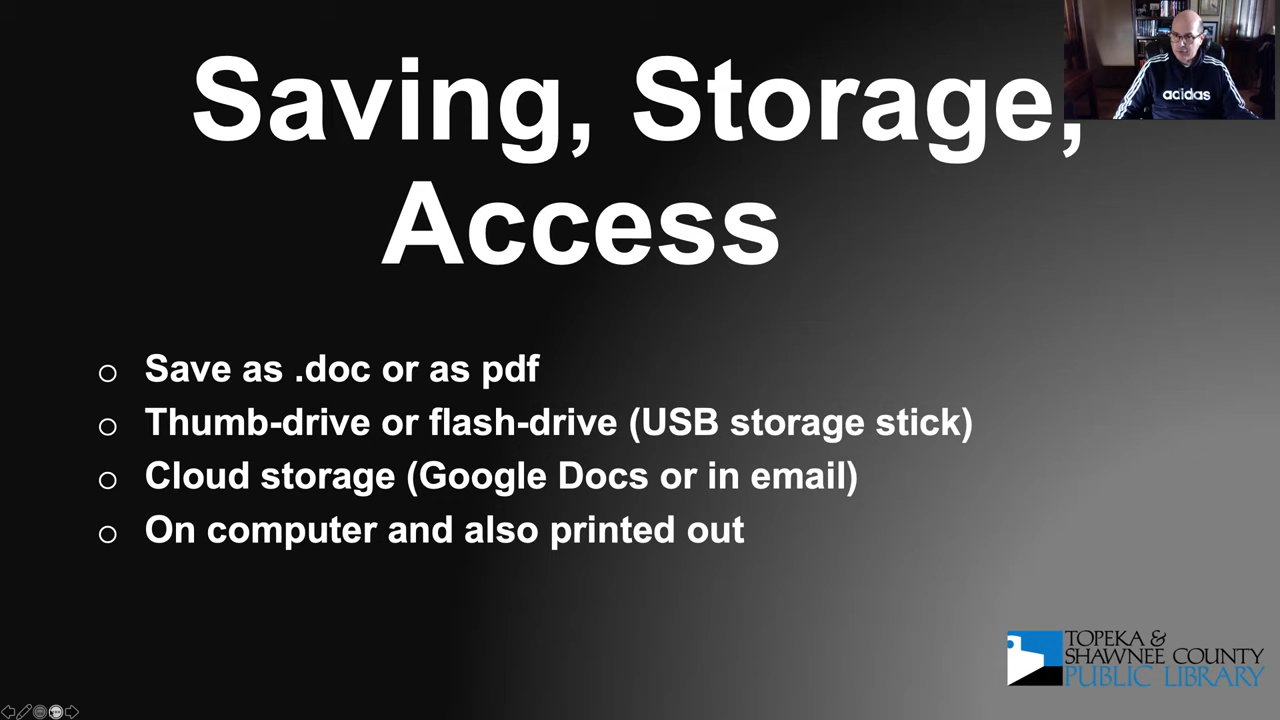 Saving, Storage,
Access
adidas
Save as .doc or as pdf
Thumb-drive or flash-drive (USB storage stick)
Cloud storage (Google Docs or in email)
On computer and also printed out
TOPEKA &
SHAWNEE COUNTY
PUBLIC LIBRARY